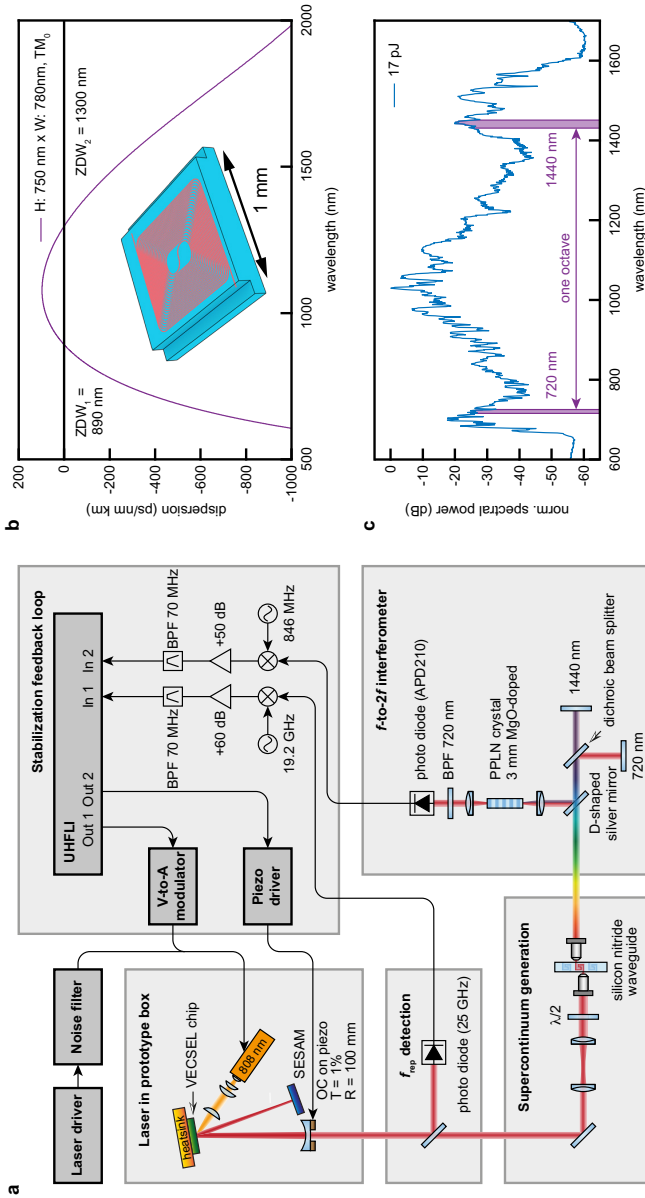 a
Laser driver
Noise filter
Laser in prototype box
heatsink
VECSEL chip
808 nm
SESAM
OC on piezo
T = 1%
R = 100 mm
Stabilization feedback loop
UHFLI
Out 1 Out 2
In 1
In 2
V-to-A
modulator
Piezo
driver
BPF 70 MHz
BPF 70 MHz
+60 dB
+50 dB
19.2 GHz
846 MHz
frep detection
photo diode (25 GHz)
Supercontinuum generation
λ/2
silicon nitride
waveguide
f-to-2f interferometer
photo diode (APD210)
BPF 720 nm
PPLN crystal
3 mm MgO-doped
D-shaped
silver mirror
1440 nm
dichroic beam splitter
720 nm
b
dispersion (ps/nm km)
200
0
-200
-400
-600
-800
-1000
H: 750 nm x W: 780nm, TM0
ZDW1 =
890 nm
ZDW2 = 1300 nm
1 mm
500
1000
1500
2000
wavelength (nm)
c
norm. spectral power (dB)
0
-10
-20
-30
-40
-50
-60
17 pJ
720 nm
one octave
1440 nm
600
800
1000
1200
1400
1600
wavelength (nm)